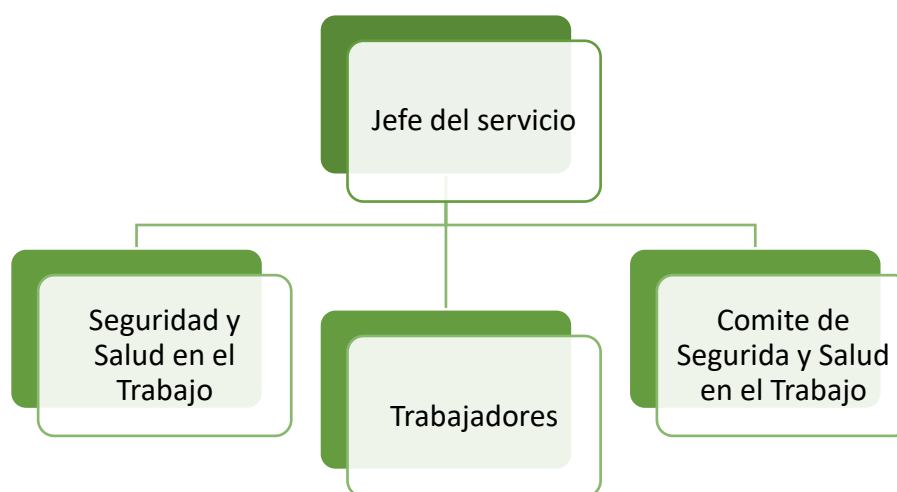 Jefe del servicio
Seguridad y
Salud en el
Trabajo
Trabajadores
Comite de
Segurida y Salud
en el Trabajo